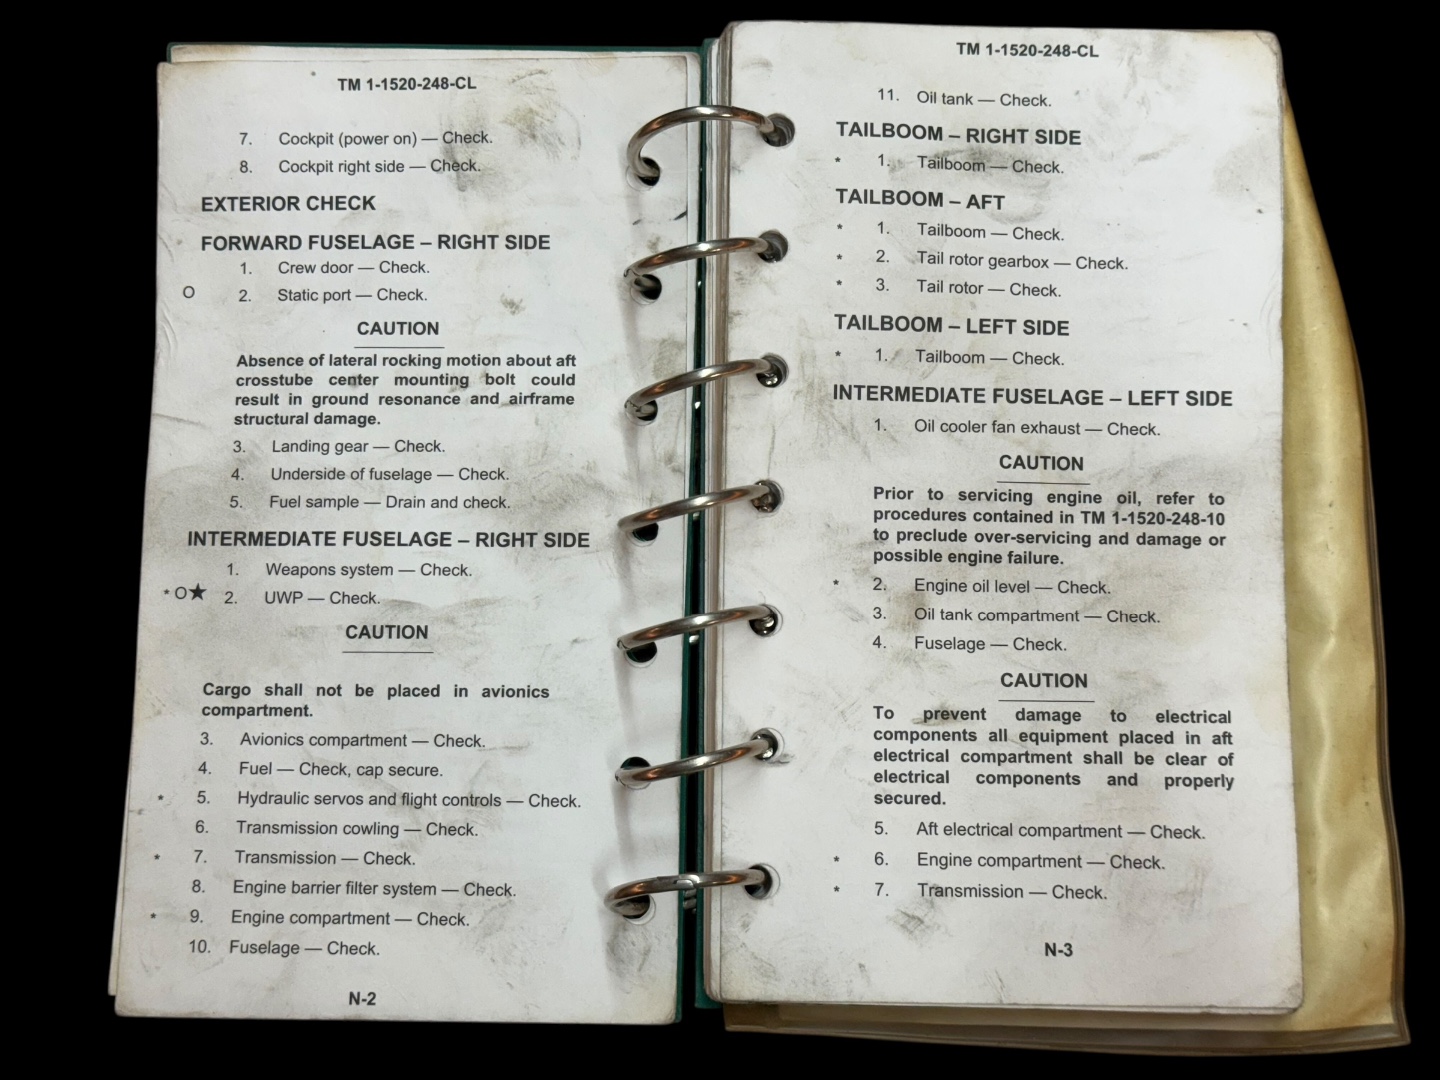 TM 1-1520-248-CL
7. Cockpit (power on) — Check.
8. Cockpit right side — Check.
EXTERIOR CHECK
FORWARD FUSELAGE – RIGHT SIDE
1. Crew door — Check.
O 2. Static port — Check.
CAUTION
Absence of lateral rocking motion about aft
crosstube center mounting bolt could
result in ground resonance and airframe
structural damage.
3. Landing gear — Check.
4. Underside of fuselage — Check.
5. Fuel sample — Drain and check.
INTERMEDIATE FUSELAGE – RIGHT SIDE
1. Weapons system — Check.
* O★ 2. UWP — Check.
CAUTION
Cargo shall not be placed in avionics
compartment.
3. Avionics compartment — Check.
4. Fuel — Check, cap secure.
* 5. Hydraulic servos and flight controls — Check.
6. Transmission cowling — Check.
* 7. Transmission — Check.
8. Engine barrier filter system — Check.
* 9. Engine compartment — Check.
10. Fuselage — Check.
N-2
TM 1-1520-248-CL
11. Oil tank — Check.
TAILBOOM – RIGHT SIDE
* 1. Tailboom — Check.
TAILBOOM – AFT
* 1. Tailboom — Check.
* 2. Tail rotor gearbox — Check.
* 3. Tail rotor — Check.
TAILBOOM – LEFT SIDE
* 1. Tailboom — Check.
INTERMEDIATE FUSELAGE – LEFT SIDE
1. Oil cooler fan exhaust — Check.
CAUTION
Prior to servicing engine oil, refer to
procedures contained in TM 1-1520-248-10
to preclude over-servicing and damage or
possible engine failure.
* 2. Engine oil level — Check.
3. Oil tank compartment — Check.
4. Fuselage — Check.
CAUTION
To prevent damage to electrical
components all equipment placed in aft
electrical compartment shall be clear of
electrical components and properly
secured.
5. Aft electrical compartment — Check.
* 6. Engine compartment — Check.
* 7. Transmission — Check.
N-3